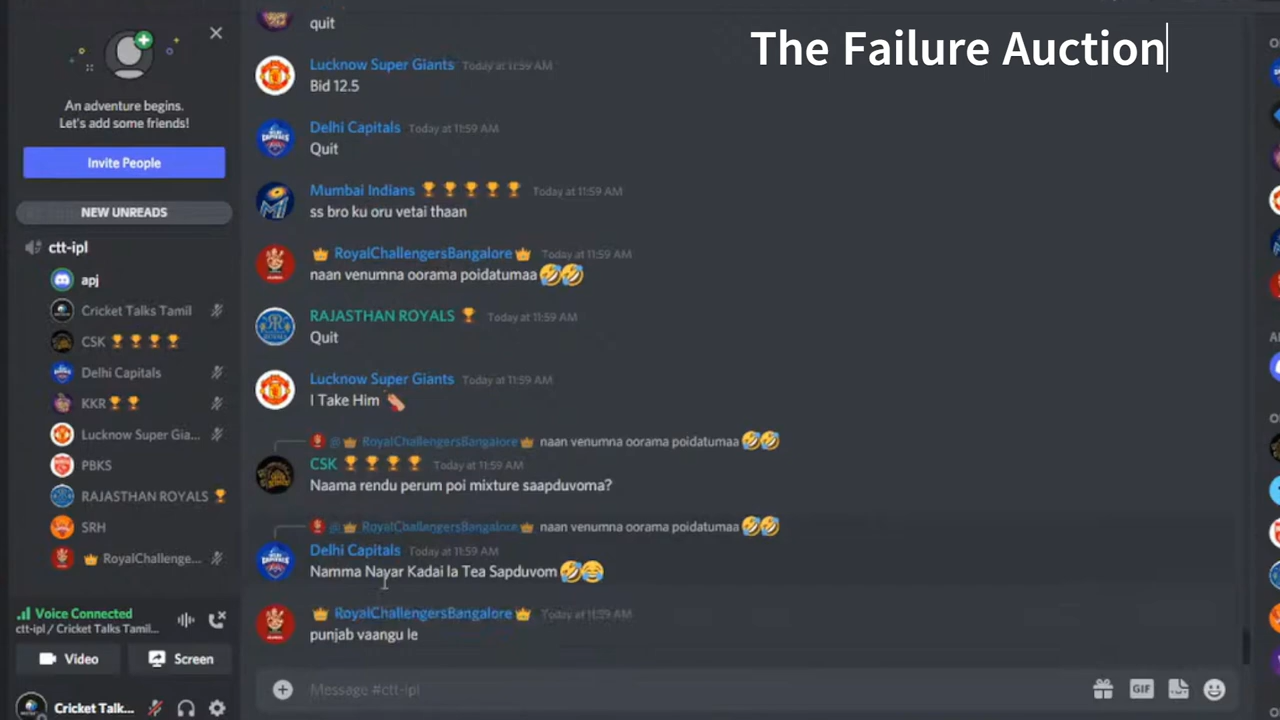 The Failure Auction
An adventure begins.
Let's add some friends!
Invite People
NEW UNREADS
ctt-ipl
apj
Cricket Talks Tamil
CSK 🏆 🏆 🏆 🏆
Delhi Capitals
KKR 🏆 🏆
Lucknow Super Gia...
PBKS
RAJASTHAN ROYALS 🏆
SRH
👑 RoyalChallenge...
Voice Connected
ctt-ipl / Cricket Talks Tamil...
Video
Screen
Cricket Talk...
quit
Lucknow Super Giants Today at 11:59 AM
Bid 12.5
Delhi Capitals Today at 11:59 AM
Quit
Mumbai Indians 🏆 🏆 🏆 🏆 🏆 Today at 11:59 AM
ss bro ku oru vetai thaan
👑 RoyalChallengersBangalore 👑 Today at 11:59 AM
naan venumna oorama poidatumaa 🤣🤣
RAJASTHAN ROYALS 🏆 Today at 11:59 AM
Quit
Lucknow Super Giants Today at 11:59 AM
I Take Him
@👑 RoyalChallengersBangalore 👑 naan venumna oorama poidatumaa 🤣🤣
CSK 🏆 🏆 🏆 🏆 Today at 11:59 AM
Naama rendu perum poi mixture saapduvoma?
@👑 RoyalChallengersBangalore 👑 naan venumna oorama poidatumaa 🤣🤣
Delhi Capitals Today at 11:59 AM
Namma Nayar Kadai la Tea Sapduvom 🤣😂
👑 RoyalChallengersBangalore 👑 Today at 11:59 AM
punjab vaangu le
Message #ctt-ipl
GIF